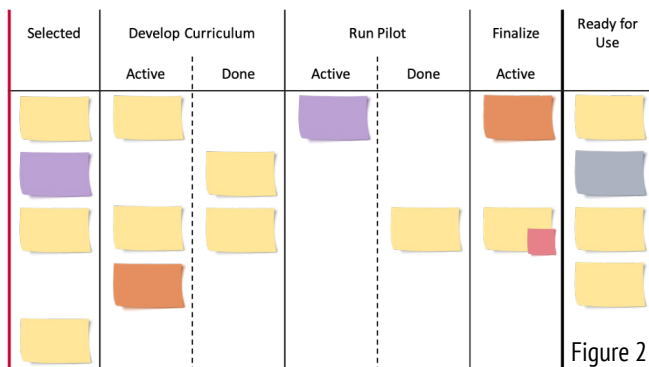 Selected
Develop Curriculum
Run Pilot
Finalize
Ready for
Use
Active
Done
Active
Done
Active
Figure 2